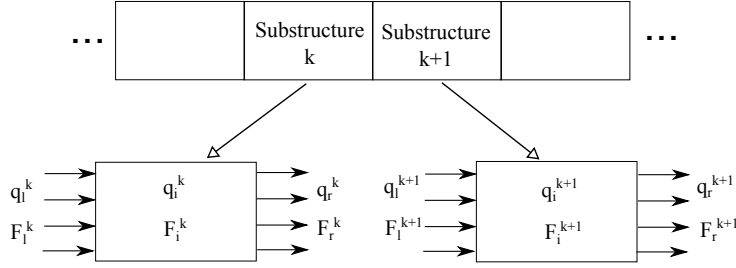 ... Substructure k Substructure k+1 ...
q_l^k q_i^k q_r^k q_l^{k+1} q_i^{k+1} q_r^{k+1}
F_l^k F_i^k F_r^k F_l^{k+1} F_i^{k+1} F_r^{k+1}